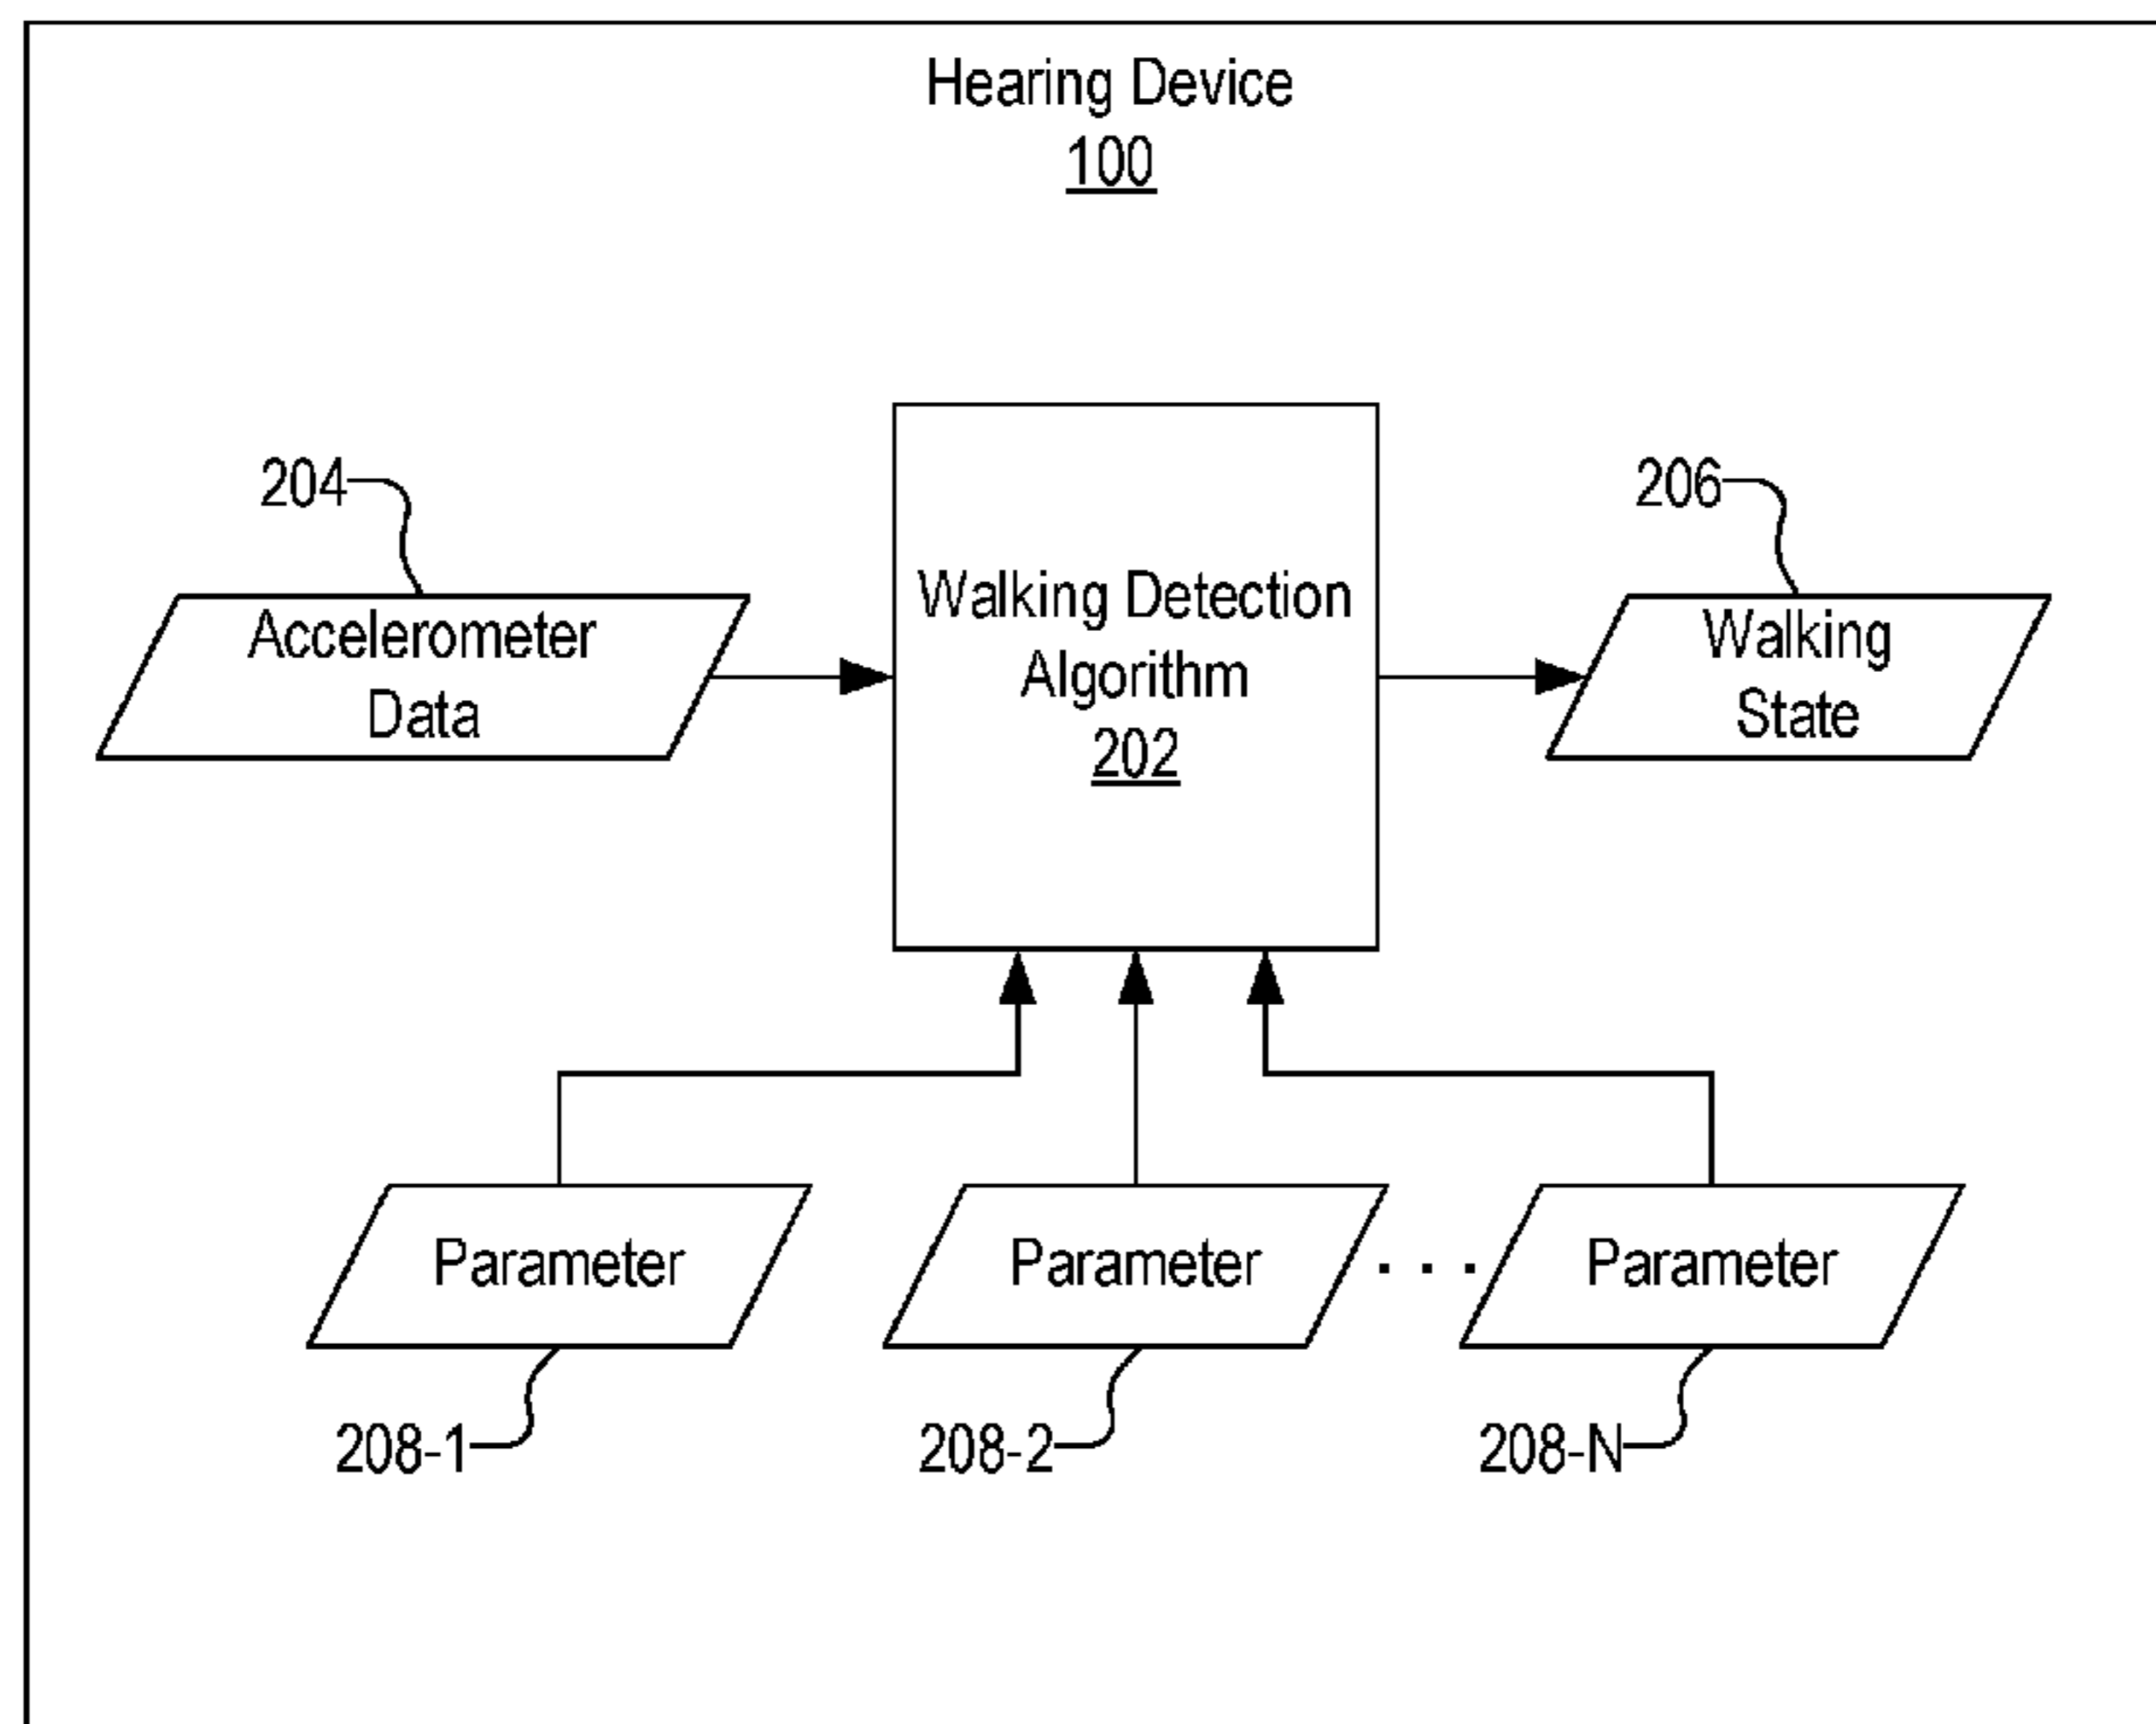 Hearing Device
100
204
206
Accelerometer
Data
Walking Detection
Algorithm
202
Walking
State
Parameter
Parameter
. . .
Parameter
208-1
208-2
208-N